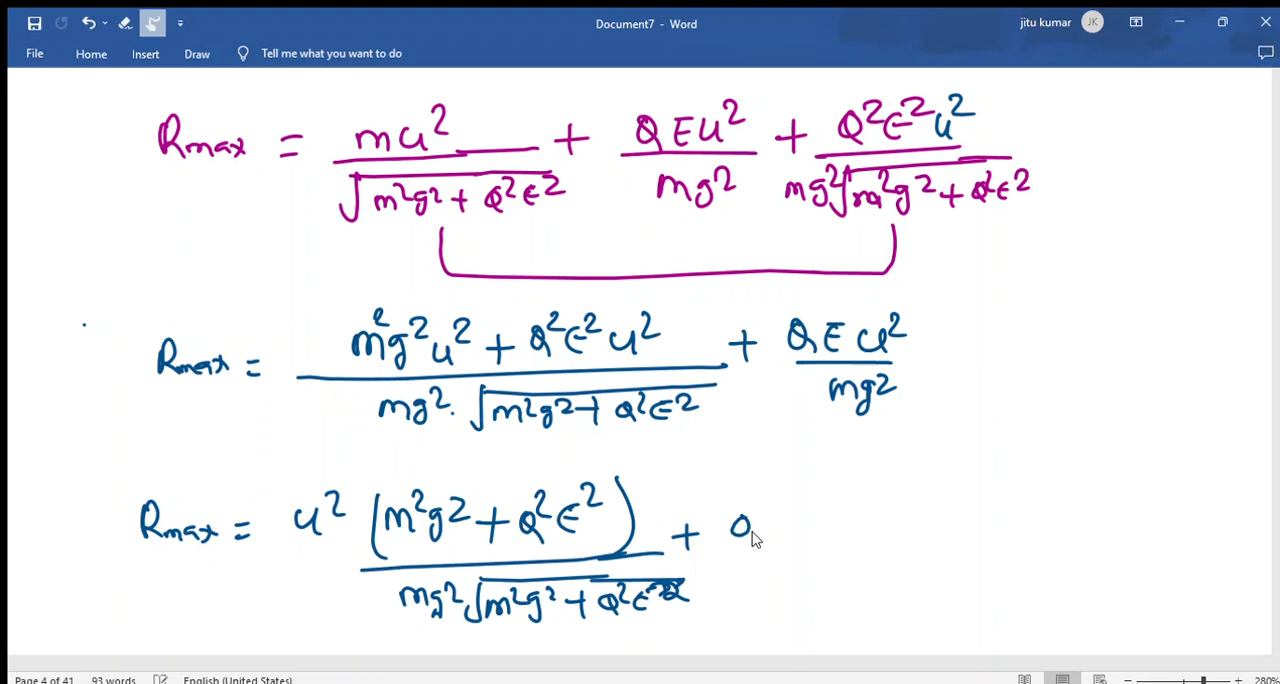 Document7 - Word
jitu kumar JK
File Home Insert Draw Tell me what you want to do
Rmax = mu² / √(m²g² + Q²E²) + QEu² / mg² + Q²E²u² / mg²√(m²g² + Q²E²)
Rmax = m²g²u² + Q²E²u² / mg².√(m²g² + Q²E²) + QEu² / mg²
Rmax = u² (m²g² + Q²E²) / mg²√(m²g² + Q²E²) +
Page 4 of 41 93 words English (United States) 280%